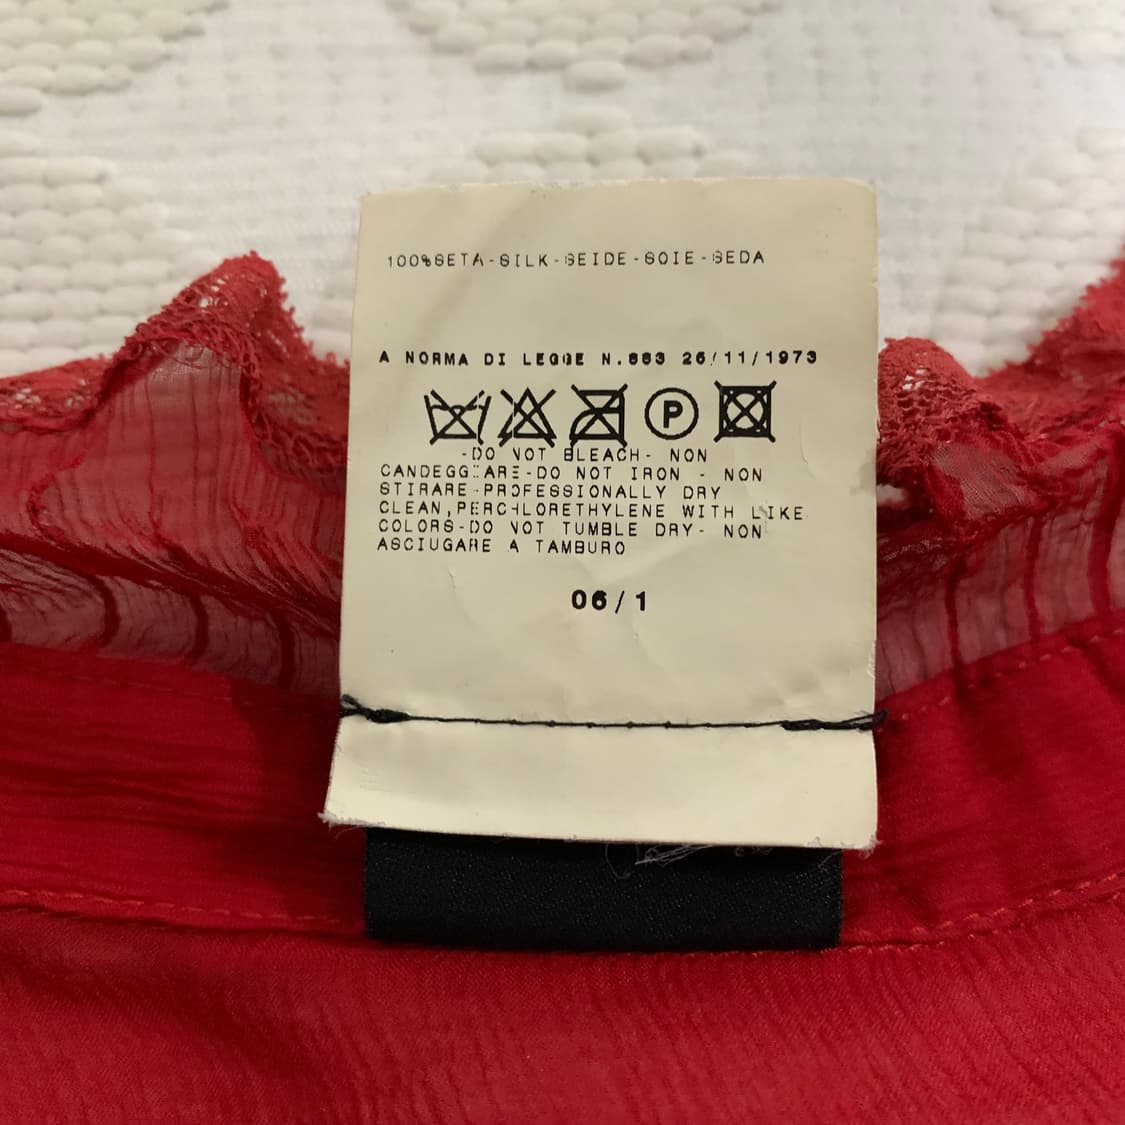 100%SETA-SILK-SEIDE-SOIE-SEDA
A NORMA DI LEGGE N.883 26/11/1973
P
-DO NOT BLEACH- NON
CANDEGGIARE-DO NOT IRON - NON
STIRARE-PROFESSIONALLY DRY
CLEAN,PERCHLORETHYLENE WITH LIKE
COLORS-DO NOT TUMBLE DRY- NON
ASCIUGARE A TAMBURO
06/1